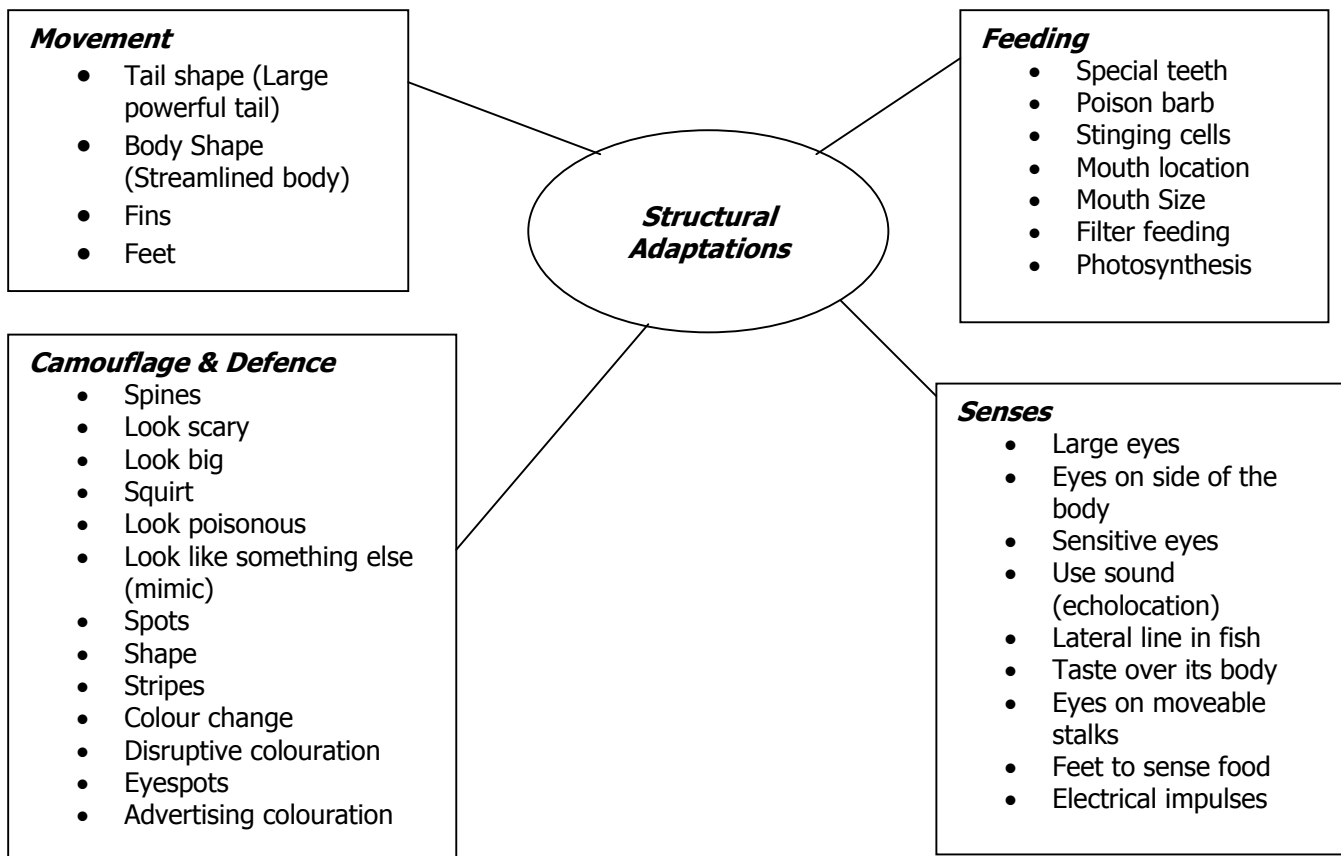 Movement
• Tail shape (Large
powerful tail)
• Body Shape
(Streamlined body)
• Fins
• Feet
Feeding
• Special teeth
• Poison barb
• Stinging cells
• Mouth location
• Mouth Size
• Filter feeding
• Photosynthesis
Structural
Adaptations
Camouflage & Defence
• Spines
• Look scary
• Look big
• Squirt
• Look poisonous
• Look like something else
(mimic)
• Spots
• Shape
• Stripes
• Colour change
• Disruptive colouration
• Eyespots
• Advertising colouration
Senses
• Large eyes
• Eyes on side of the
body
• Sensitive eyes
• Use sound
(echolocation)
• Lateral line in fish
• Taste over its body
• Eyes on moveable
stalks
• Feet to sense food
• Electrical impulses